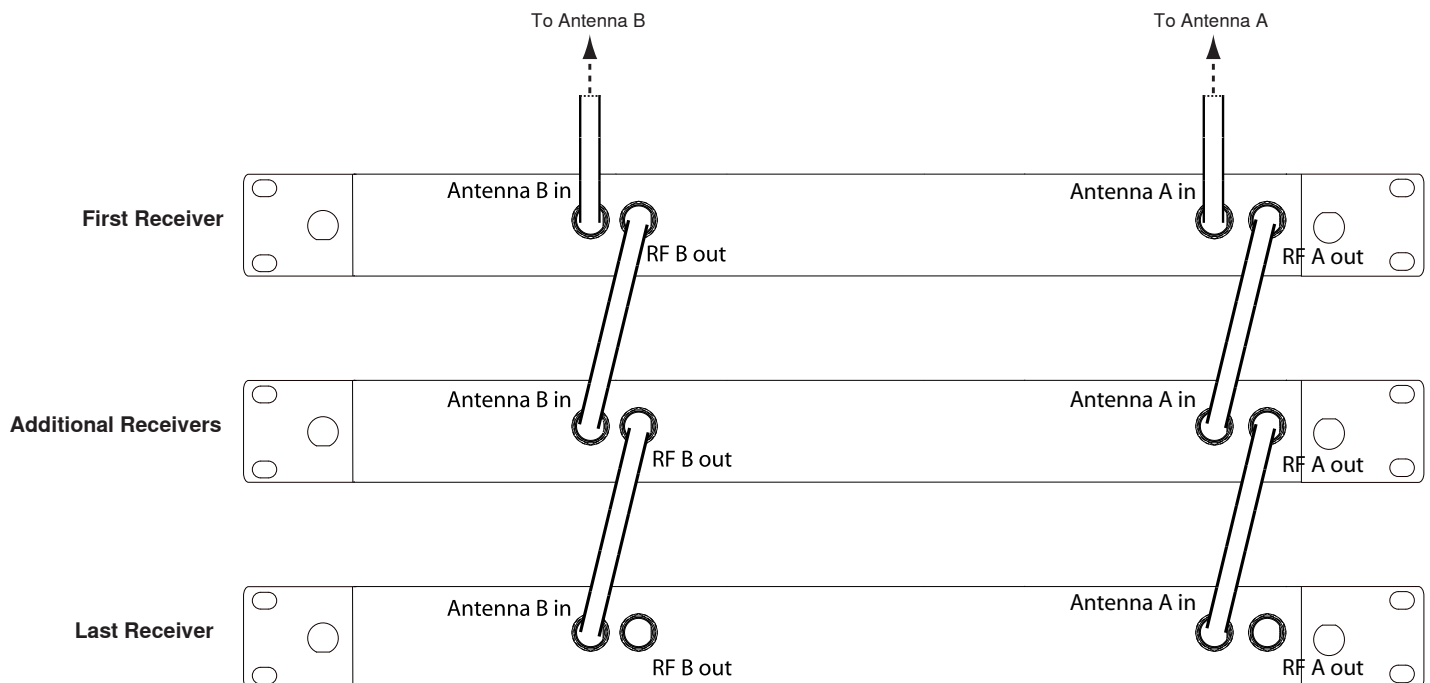 To Antenna B
To Antenna A
Antenna B in
Antenna A in
First Receiver
RF B out
RF A out
Antenna B in
Antenna A in
Additional Receivers
RF B out
RF A out
Antenna B in
Antenna A in
Last Receiver
RF B out
RF A out